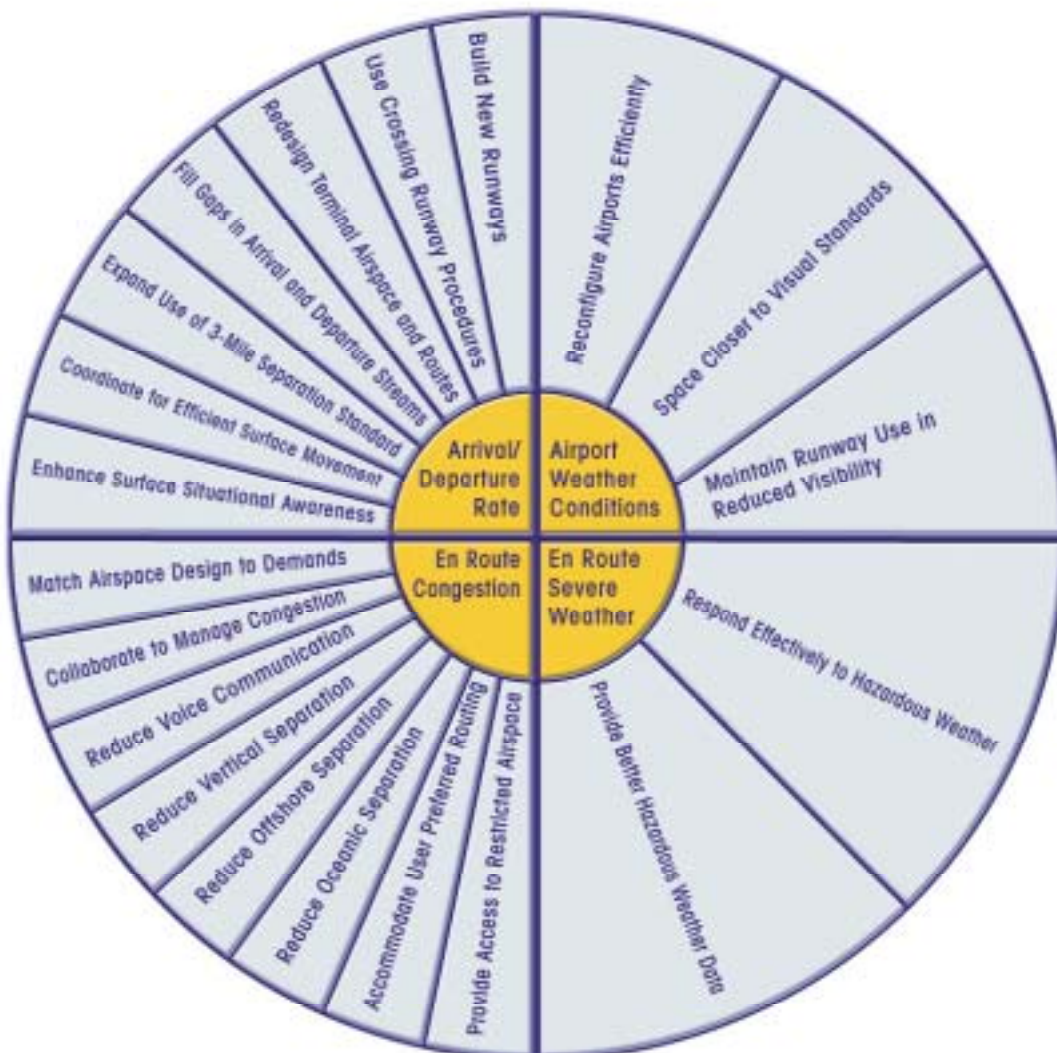 Build New Runways
Use Crossing Runway Procedures
Redesign Terminal Airspace and Routes
Fill Gaps in Arrival and Departure Streams
Expand Use of 3-Mile Separation Standard
Coordinate for Efficient Surface Movement
Enhance Surface Situational Awareness
Arrival/
Departure
Rate
Reconfigure Airports Efficiently
Space Closer to Visual Standards
Maintain Runway Use in
Reduced Visibility
Airport
Weather
Conditions
En Route
Congestion
Match Airspace Design to Demands
Collaborate to Manage Congestion
Reduce Voice Communication
Reduce Vertical Separation
Reduce Offshore Separation
Reduce Oceanic Separation
Accommodate User Preferred Routing
Provide Access to Restricted Airspace
En Route
Severe
Weather
Respond Effectively to Hazardous Weather
Provide Better Hazardous Weather Data